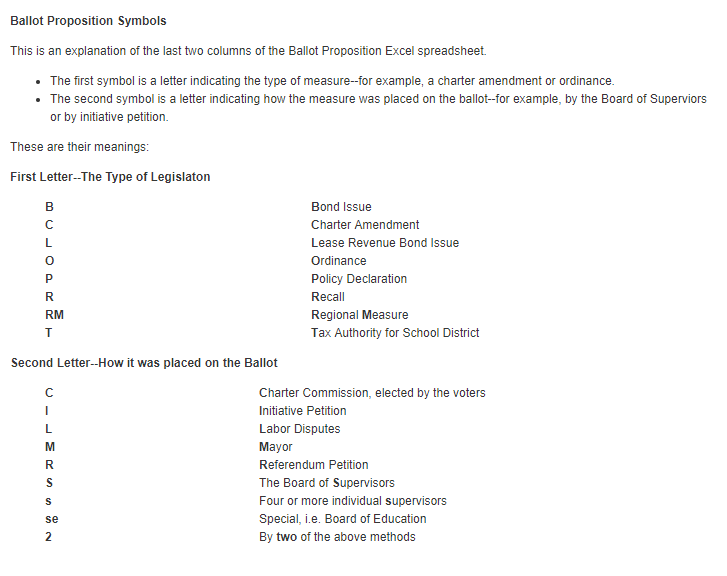 Ballot Proposition Symbols
This is an explanation of the last two columns of the Ballot Proposition Excel spreadsheet.
• The first symbol is a letter indicating the type of measure--for example, a charter amendment or ordinance.
• The second symbol is a letter indicating how the measure was placed on the ballot--for example, by the Board of Superviors
or by initiative petition.
These are their meanings:
First Letter--The Type of Legislaton
B Bond Issue
C Charter Amendment
L Lease Revenue Bond Issue
O Ordinance
P Policy Declaration
R Recall
RM Regional Measure
T Tax Authority for School District
Second Letter--How it was placed on the Ballot
C Charter Commission, elected by the voters
I Initiative Petition
L Labor Disputes
M Mayor
R Referendum Petition
S The Board of Supervisors
s Four or more individual supervisors
se Special, i.e. Board of Education
2 By two of the above methods